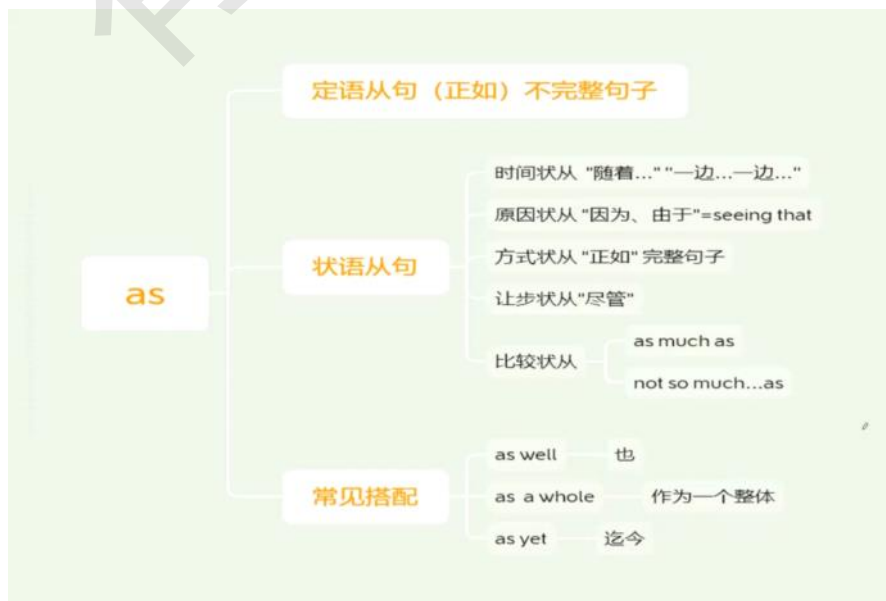 定语从句（正如）不完整句子
时间状从 "随着…" "一边…一边…"
原因状从 "因为、由于"=seeing that
方式状从 "正如" 完整句子
状语从句
as
让步状从"尽管"
as much as
比较状从
not so much…as
as well 也
常见搭配
as a whole 作为一个整体
as yet 迄今